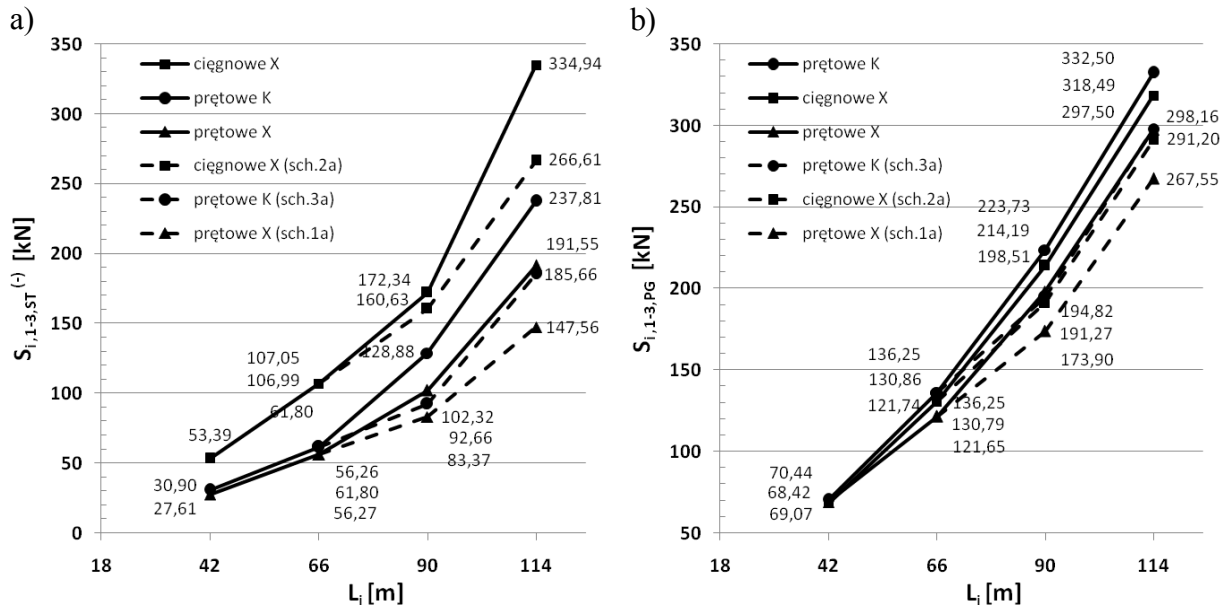 a)
350
300
250
200
150
100
50
0
S i,1-3,ST (-) [kN]
cięgnowe X
prętowe K
prętowe X
cięgnowe X (sch.2a)
prętowe K (sch.3a)
prętowe X (sch.1a)
334,94
266,61
237,81
191,55
185,66
147,56
172,34
160,63
128,88
107,05
106,99
61,80
53,39
30,90
27,61
56,26
61,80
56,27
102,32
92,66
83,37
18 42 66 90 114
L i [m]
b)
350
300
250
200
150
100
50
S i,1-3,PG [kN]
prętowe K
cięgnowe X
prętowe X
prętowe K (sch.3a)
cięgnowe X (sch.2a)
prętowe X (sch.1a)
332,50
318,49
297,50
298,16
291,20
267,55
223,73
214,19
198,51
194,82
191,27
173,90
136,25
130,86
121,74
136,25
130,79
121,65
70,44
68,42
69,07
18 42 66 90 114
L i [m]